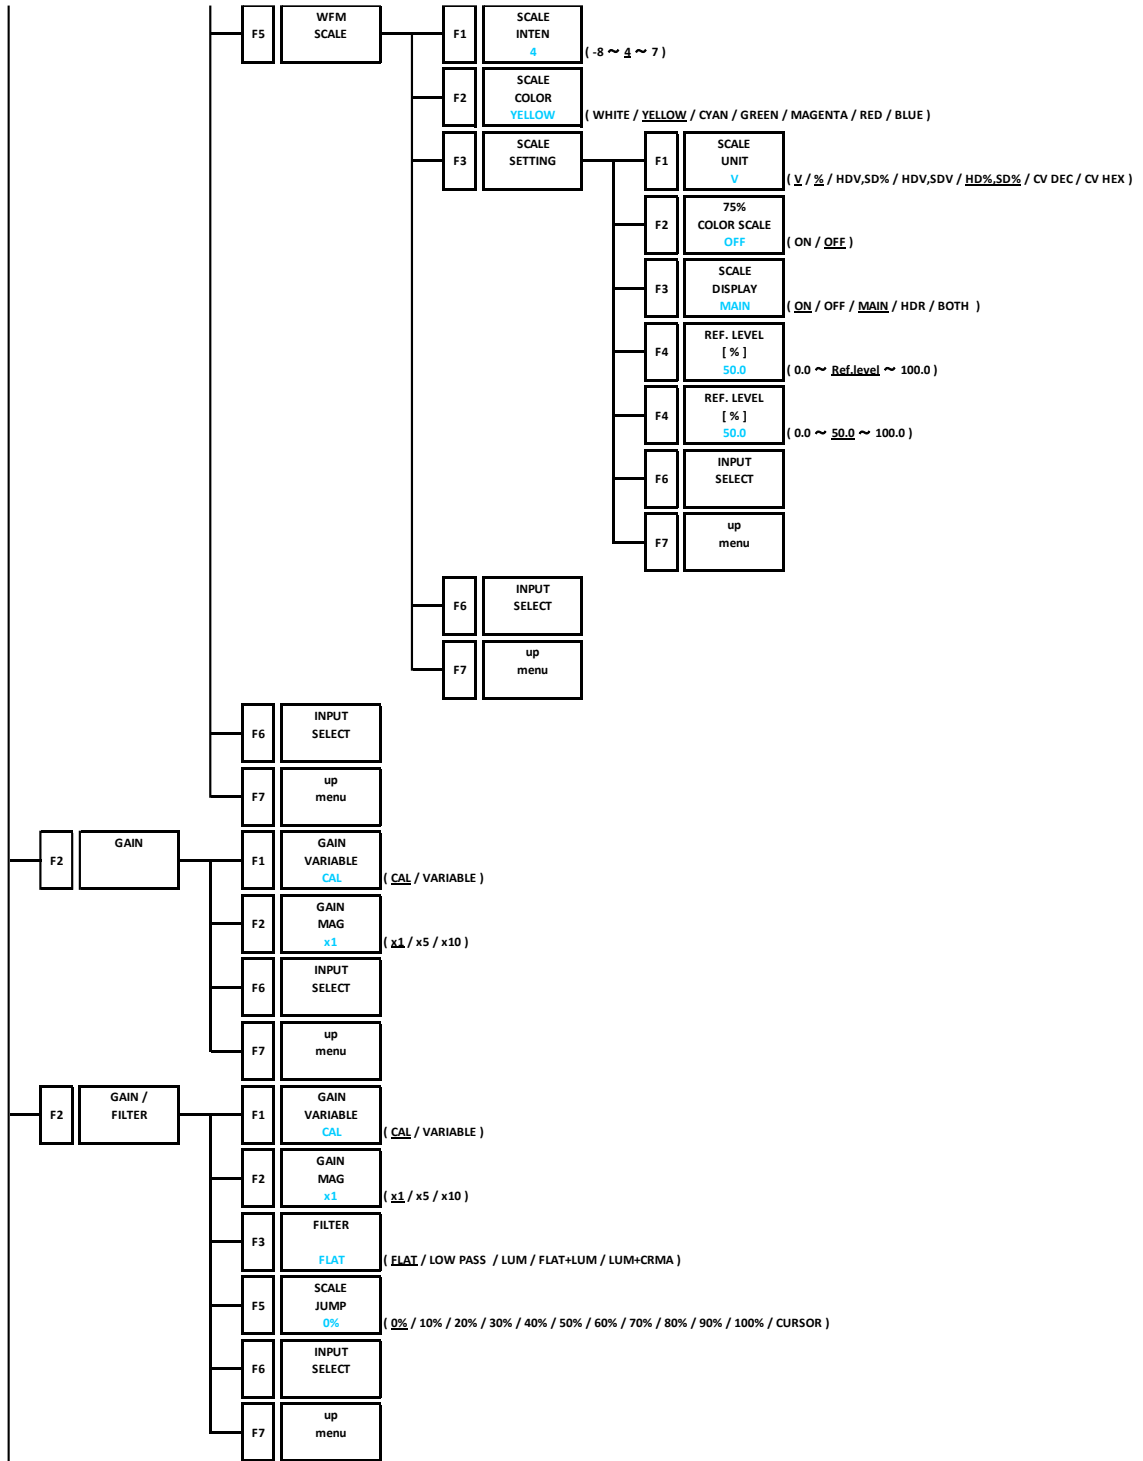 F5
WFM
SCALE
F1
SCALE
INTEN
4
( -8 ~ 4 ~ 7 )
F2
SCALE
COLOR
YELLOW
( WHITE / YELLOW / CYAN / GREEN / MAGENTA / RED / BLUE )
F3
SCALE
SETTING
F1
SCALE
UNIT
V
( V / % / HDV,SD% / HDV,SDV / HD%,SD% / CV DEC / CV HEX )
F2
75%
COLOR SCALE
OFF
( ON / OFF )
F3
SCALE
DISPLAY
MAIN
( ON / OFF / MAIN / HDR / BOTH )
F4
REF. LEVEL
[ % ]
50.0
( 0.0 ~ Ref.level ~ 100.0 )
F4
REF. LEVEL
[ % ]
50.0
( 0.0 ~ 50.0 ~ 100.0 )
F6
INPUT
SELECT
F7
up
menu
F6
INPUT
SELECT
F7
up
menu
F6
INPUT
SELECT
F7
up
menu
F2
GAIN
F1
GAIN
VARIABLE
CAL
( CAL / VARIABLE )
F2
GAIN
MAG
x1
( x1 / x5 / x10 )
F6
INPUT
SELECT
F7
up
menu
F2
GAIN /
FILTER
F1
GAIN
VARIABLE
CAL
( CAL / VARIABLE )
F2
GAIN
MAG
x1
( x1 / x5 / x10 )
F3
FILTER
FLAT
( FLAT / LOW PASS / LUM / FLAT+LUM / LUM+CRMA )
F5
SCALE
JUMP
0%
( 0% / 10% / 20% / 30% / 40% / 50% / 60% / 70% / 80% / 90% / 100% / CURSOR )
F6
INPUT
SELECT
F7
up
menu